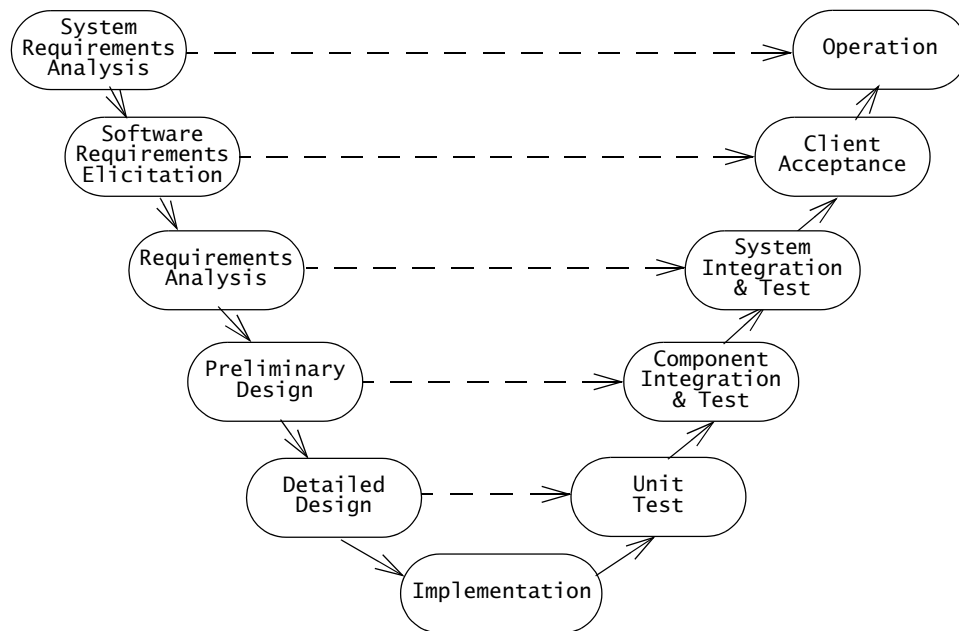 System
Requirements
Analysis
Operation
Software
Requirements
Elicitation
Client
Acceptance
Requirements
Analysis
System
Integration
& Test
Preliminary
Design
Component
Integration
& Test
Detailed
Design
Unit
Test
Implementation